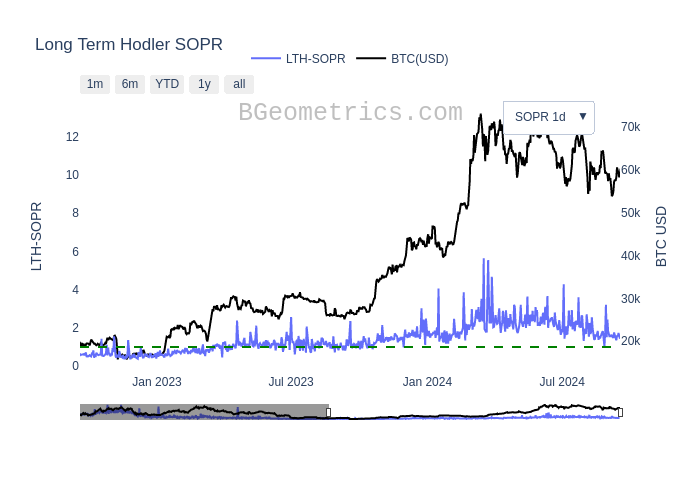 Long Term Hodler SOPR
LTH-SOPR BTC(USD)
1m 6m YTD 1y all
BGeometrics.com
SOPR 1d ▼
12
10
8
6
4
2
0
LTH-SOPR
70k
60k
50k
40k
30k
20k
BTC USD
Jan 2023 Jul 2023 Jan 2024 Jul 2024